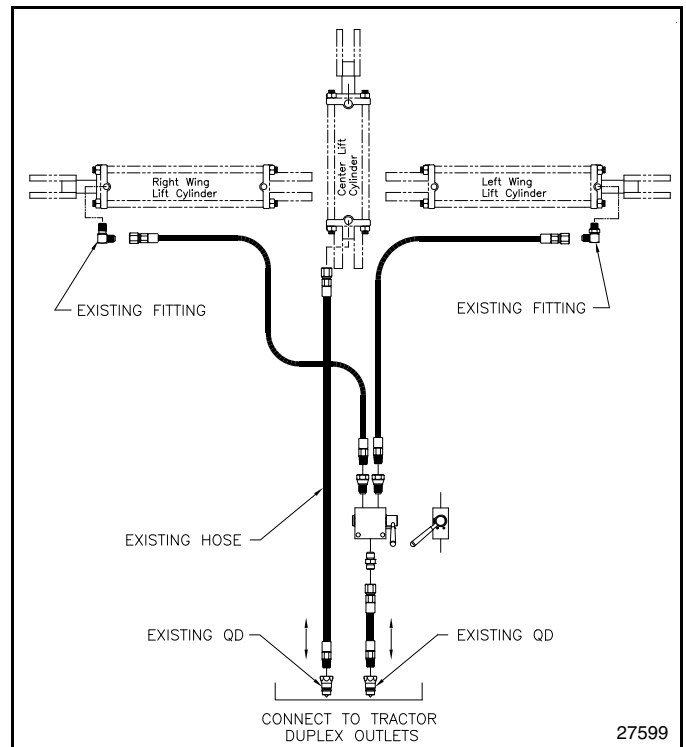 Right Wing
Lift Cylinder
Center Lift
Cylinder
Left Wing
Lift Cylinder
EXISTING FITTING
EXISTING FITTING
EXISTING HOSE
EXISTING QD
EXISTING QD
CONNECT TO TRACTOR
DUPLEX OUTLETS
27599